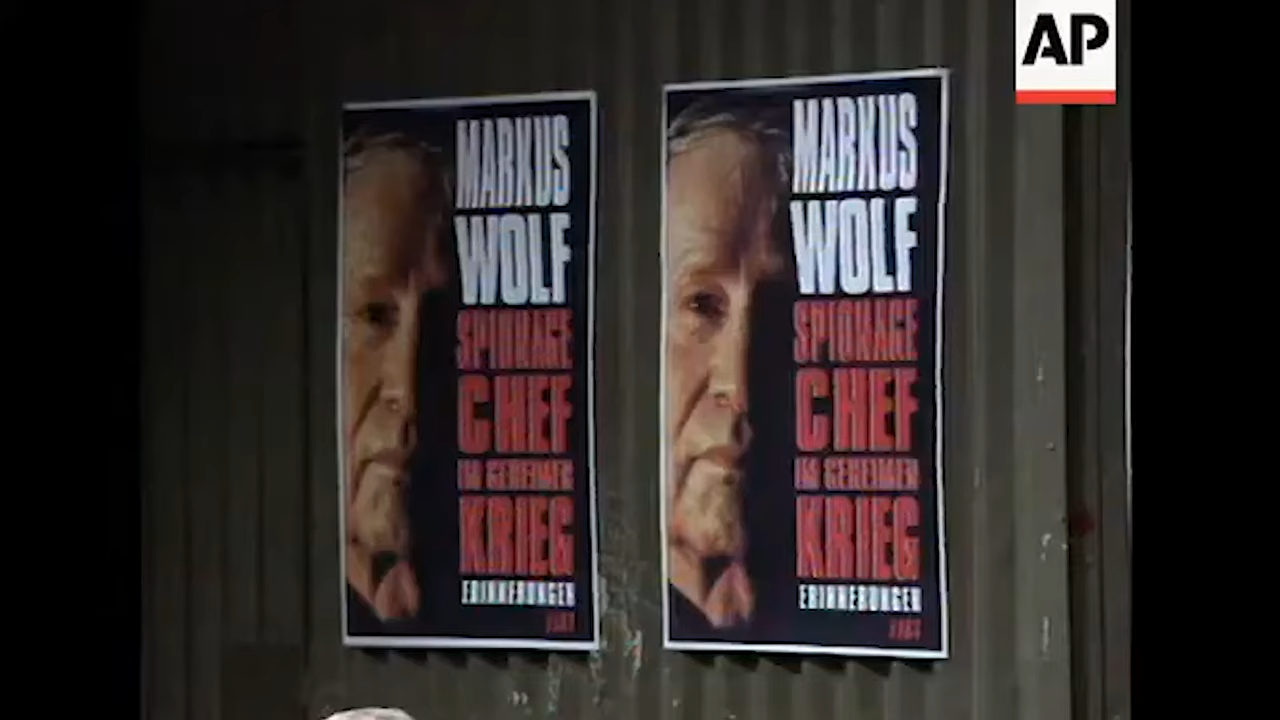 AP
MARKUS
WOLF
SPIONAGE
CHEF
IM GEHEIMEN
KRIEG
ERINNERUNGEN
MARKUS
WOLF
SPIONAGE
CHEF
IM GEHEIMEN
KRIEG
ERINNERUNGEN